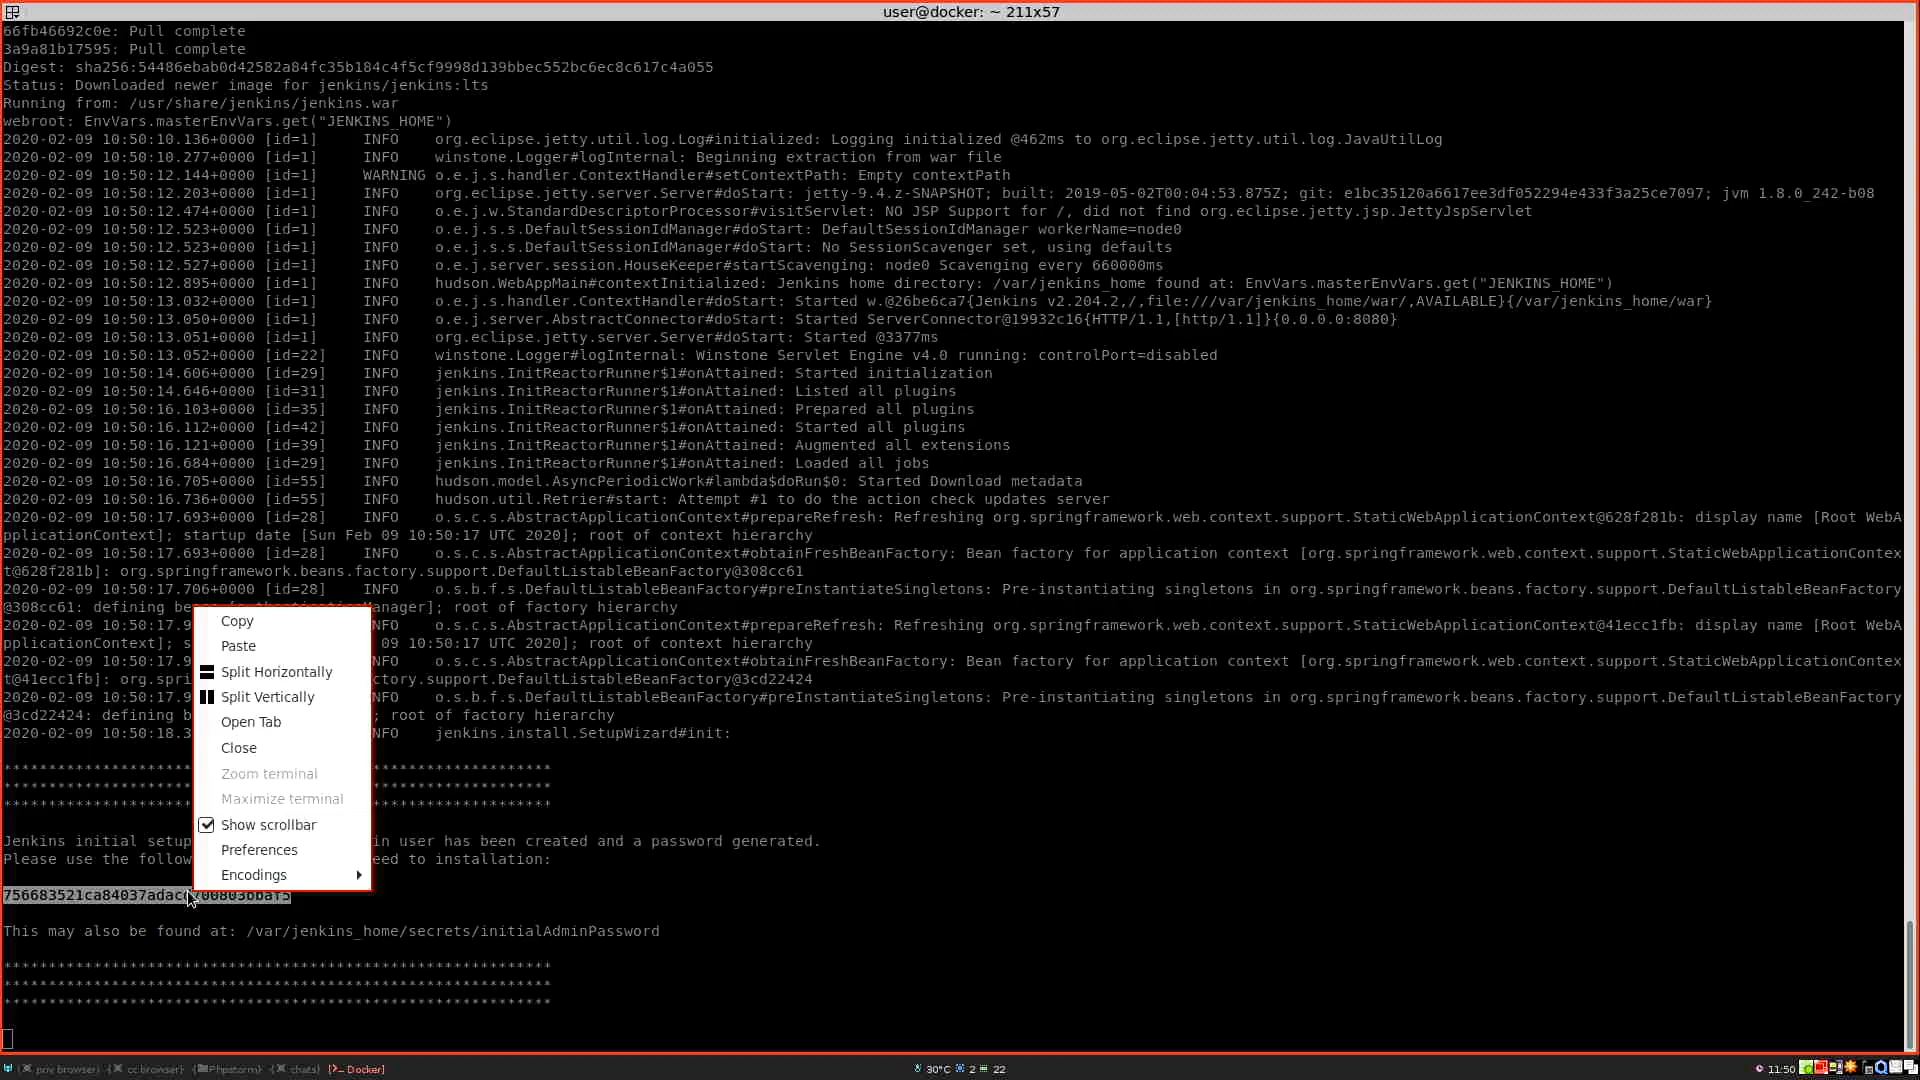 user@docker: ~ 211x57
66fb46692c0e: Pull complete
3a9a81b17595: Pull complete
Digest: sha256:54486ebab0d42582a84fc35b184c4f5cf9998d139bbec552bc6ec8c617c4a055
Status: Downloaded newer image for jenkins/jenkins:lts
Running from: /usr/share/jenkins/jenkins.war
webroot: EnvVars.masterEnvVars.get("JENKINS_HOME")
2020-02-09 10:50:10.136+0000 [id=1] INFO org.eclipse.jetty.util.log.Log#initialized: Logging initialized @462ms to org.eclipse.jetty.util.log.JavaUtilLog
2020-02-09 10:50:10.277+0000 [id=1] INFO winstone.Logger#logInternal: Beginning extraction from war file
2020-02-09 10:50:12.144+0000 [id=1] WARNING o.e.j.s.handler.ContextHandler#setContextPath: Empty contextPath
2020-02-09 10:50:12.203+0000 [id=1] INFO org.eclipse.jetty.server.Server#doStart: jetty-9.4.z-SNAPSHOT; built: 2019-05-02T00:04:53.875Z; git: e1bc35120a6617ee3df052294e433f3a25ce7097; jvm 1.8.0_242-b08
2020-02-09 10:50:12.474+0000 [id=1] INFO o.e.j.w.StandardDescriptorProcessor#visitServlet: NO JSP Support for /, did not find org.eclipse.jetty.jsp.JettyJspServlet
2020-02-09 10:50:12.523+0000 [id=1] INFO o.e.j.s.s.DefaultSessionIdManager#doStart: DefaultSessionIdManager workerName=node0
2020-02-09 10:50:12.523+0000 [id=1] INFO o.e.j.s.s.DefaultSessionIdManager#doStart: No SessionScavenger set, using defaults
2020-02-09 10:50:12.527+0000 [id=1] INFO o.e.j.server.session.HouseKeeper#startScavenging: node0 Scavenging every 660000ms
2020-02-09 10:50:12.895+0000 [id=1] INFO hudson.WebAppMain#contextInitialized: Jenkins home directory: /var/jenkins_home found at: EnvVars.masterEnvVars.get("JENKINS_HOME")
2020-02-09 10:50:13.032+0000 [id=1] INFO o.e.j.s.handler.ContextHandler#doStart: Started w.@26be6ca7{Jenkins v2.204.2,/,file:///var/jenkins_home/war/,AVAILABLE}{/var/jenkins_home/war}
2020-02-09 10:50:13.050+0000 [id=1] INFO o.e.j.server.AbstractConnector#doStart: Started ServerConnector@19932c16{HTTP/1.1,[http/1.1]}{0.0.0.0:8080}
2020-02-09 10:50:13.051+0000 [id=1] INFO org.eclipse.jetty.server.Server#doStart: Started @3377ms
2020-02-09 10:50:13.052+0000 [id=22] INFO winstone.Logger#logInternal: Winstone Servlet Engine v4.0 running: controlPort=disabled
2020-02-09 10:50:14.606+0000 [id=29] INFO jenkins.InitReactorRunner$1#onAttained: Started initialization
2020-02-09 10:50:14.646+0000 [id=31] INFO jenkins.InitReactorRunner$1#onAttained: Listed all plugins
2020-02-09 10:50:16.103+0000 [id=35] INFO jenkins.InitReactorRunner$1#onAttained: Prepared all plugins
2020-02-09 10:50:16.112+0000 [id=42] INFO jenkins.InitReactorRunner$1#onAttained: Started all plugins
2020-02-09 10:50:16.121+0000 [id=39] INFO jenkins.InitReactorRunner$1#onAttained: Augmented all extensions
2020-02-09 10:50:16.684+0000 [id=29] INFO jenkins.InitReactorRunner$1#onAttained: Loaded all jobs
2020-02-09 10:50:16.705+0000 [id=55] INFO hudson.model.AsyncPeriodicWork#lambda$doRun$0: Started Download metadata
2020-02-09 10:50:16.736+0000 [id=55] INFO hudson.util.Retrier#start: Attempt #1 to do the action check updates server
2020-02-09 10:50:17.693+0000 [id=28] INFO o.s.c.s.AbstractApplicationContext#prepareRefresh: Refreshing org.springframework.web.context.support.StaticWebApplicationContext@628f281b: display name [Root WebA
pplicationContext]; startup date [Sun Feb 09 10:50:17 UTC 2020]; root of context hierarchy
2020-02-09 10:50:17.693+0000 [id=28] INFO o.s.c.s.AbstractApplicationContext#obtainFreshBeanFactory: Bean factory for application context [org.springframework.web.context.support.StaticWebApplicationContex
t@628f281b]: org.springframework.beans.factory.support.DefaultListableBeanFactory@308cc61
2020-02-09 10:50:17.706+0000 [id=28] INFO o.s.b.f.s.DefaultListableBeanFactory#preInstantiateSingletons: Pre-instantiating singletons in org.springframework.beans.factory.support.DefaultListableBeanFactory
@308cc61: defining be anager]; root of factory hierarchy
2020-02-09 10:50:17.9 NFO o.s.c.s.AbstractApplicationContext#prepareRefresh: Refreshing org.springframework.web.context.support.StaticWebApplicationContext@41ecc1fb: display name [Root WebA
pplicationContext]; s 09 10:50:17 UTC 2020]; root of context hierarchy
2020-02-09 10:50:17.9 NFO o.s.c.s.AbstractApplicationContext#obtainFreshBeanFactory: Bean factory for application context [org.springframework.web.context.support.StaticWebApplicationContex
t@41ecc1fb]: org.spri ctory.support.DefaultListableBeanFactory@3cd22424
2020-02-09 10:50:17.9 NFO o.s.b.f.s.DefaultListableBeanFactory#preInstantiateSingletons: Pre-instantiating singletons in org.springframework.beans.factory.support.DefaultListableBeanFactory
@3cd22424: defining b ; root of factory hierarchy
2020-02-09 10:50:18.3 NFO jenkins.install.SetupWizard#init:
Copy
Paste
Split Horizontally
Split Vertically
Open Tab
Close
Zoom terminal
Maximize terminal
Show scrollbar
Preferences
Encodings
*************************************************************
*************************************************************
*************************************************************
Jenkins initial setup in user has been created and a password generated.
Please use the follow eed to installation:
This may also be found at: /var/jenkins_home/secrets/initialAdminPassword
*************************************************************
*************************************************************
*************************************************************
priv browser} cc browser} Phpstorm} chats} [>_ Docker] 30°C 2 22 11:50